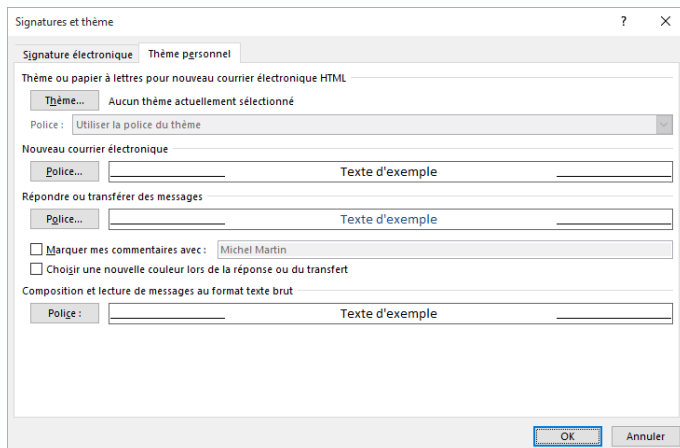 Signatures et thème
Signature électronique Thème personnel
Thème ou papier à lettres pour nouveau courrier électronique HTML
Thème... Aucun thème actuellement sélectionné
Police : Utiliser la police du thème
Nouveau courrier électronique
Police... Texte d'exemple
Répondre ou transférer des messages
Police... Texte d'exemple
Marquer mes commentaires avec : Michel Martin
Choisir une nouvelle couleur lors de la réponse ou du transfert
Composition et lecture de messages au format texte brut
Police : Texte d'exemple
OK Annuler